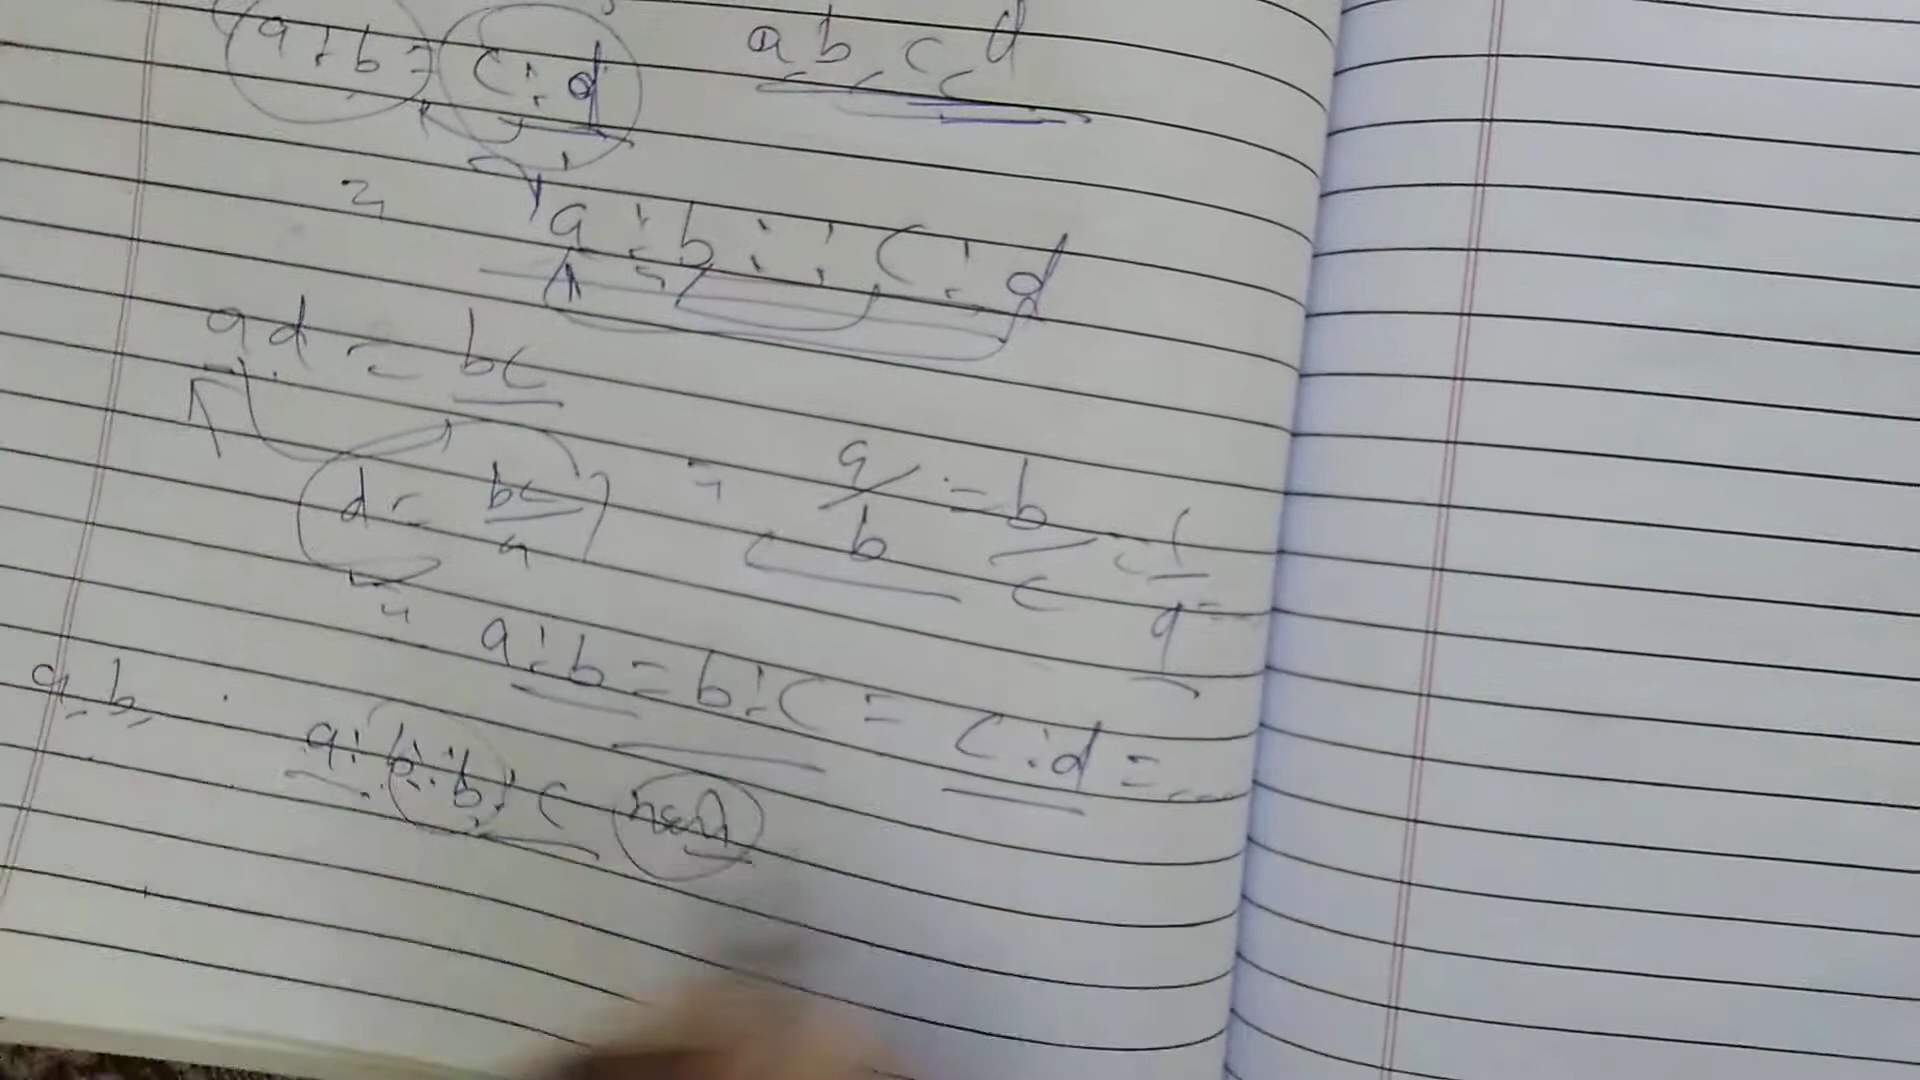 a:b = c:d a, b, c, d
a:b::c:d
ad = bc
d = bc/a = a/b = b/c = c/d =
a:b = b:c = c:d = ...
a, b,
a:b:b:c